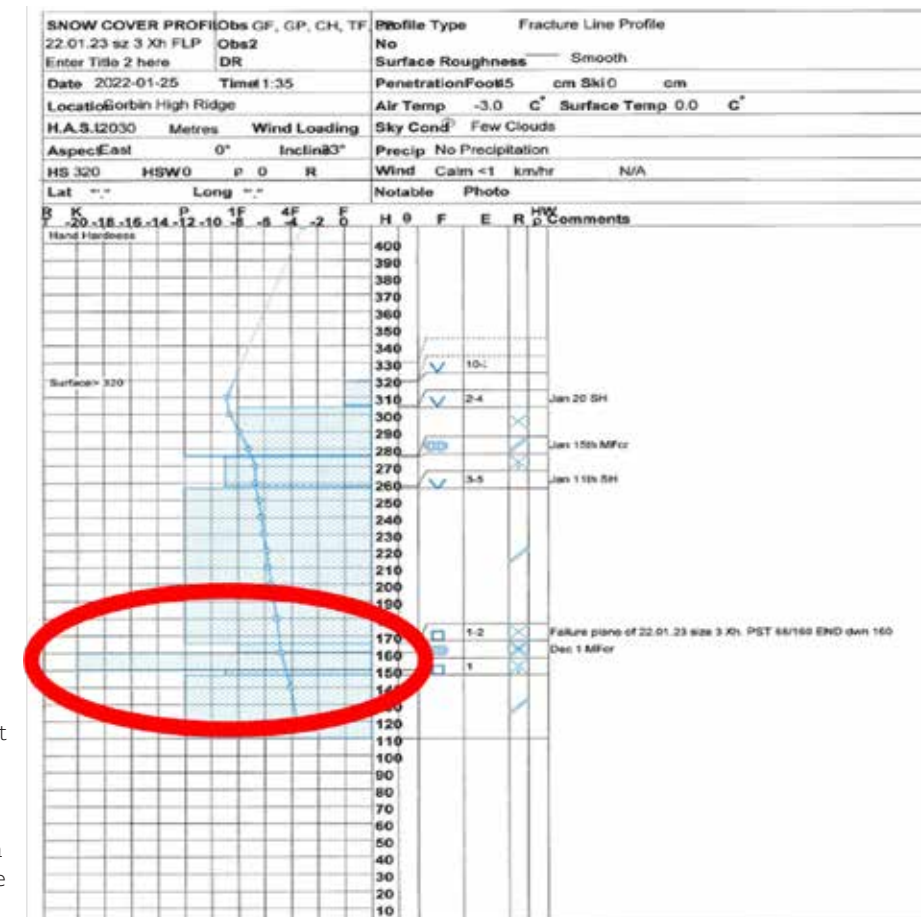 SNOW COVER PROFIL Obs GF, GP, CH, TF, Profile Type Fracture Line Profile
22.01.23 sz 3 Xh FLP Obs2 No
Enter Title 2 here DR Surface Roughness Smooth
Date 2022-01-25 Time 1:35 Penetration Foot 45 cm Ski 0 cm
Locatio Corbin High Ridge Air Temp -3.0 C° Surface Temp 0.0 C°
H.A.S. 2030 Metres Wind Loading Sky Cond Few Clouds
Aspect East 0° Inclin 33° Precip No Precipitation
HS 320 HSW 0 P 0 R Wind Calm <1 km/hr N/A
Lat Long Notable Photo
R K P 1F 4F F H θ F E R HW Comments
T -20 -18 -16 -14 -12 -10 -8 -6 -4 -2 0 ρ
Hand Hardness
400
390
380
370
360
350
340
330 10-
Surface> 320 320
310 2-4 Jan 20 SH
300
290
280 Jan 15th MFcr
270
260 3-5 Jan 11th SH
250
240
230
220
210
200
190
170 1-2 Failure plane of 22.01.23 size 3 Xh. PST 66/160 END dwn 160
160 Dec 1 MFcr
150 1
120
110
100
90
80
70
60
50
40
30
20
10
t
e